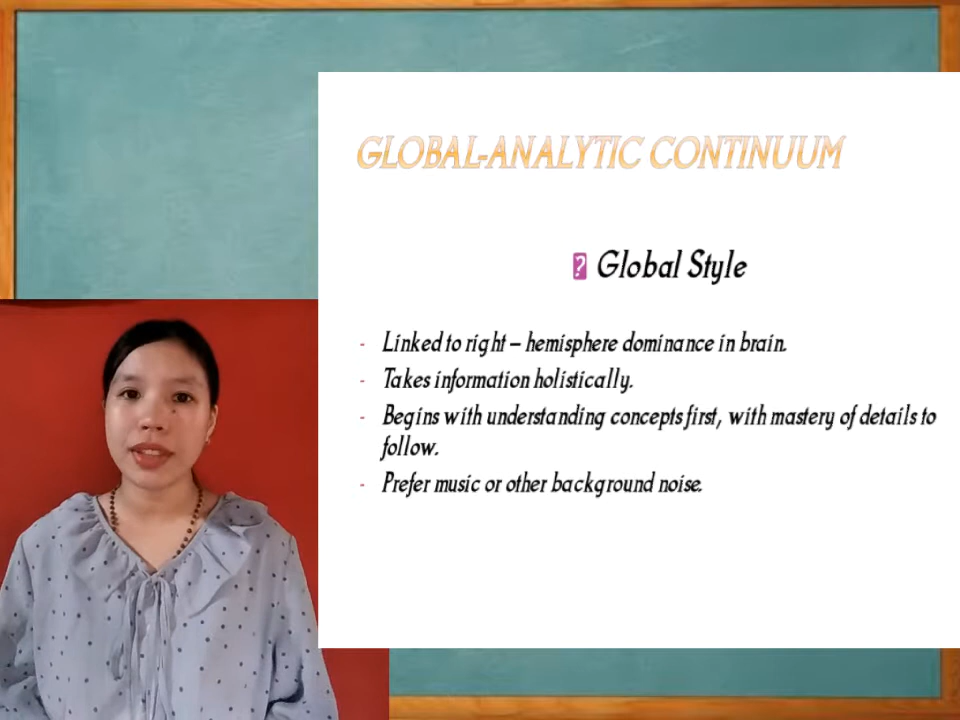 GLOBAL-ANALYTIC CONTINUUM
? Global Style
- Linked to right – hemisphere dominance in brain.
- Takes information holistically.
- Begins with understanding concepts first, with mastery of details to
follow.
- Prefer music or other background noise.